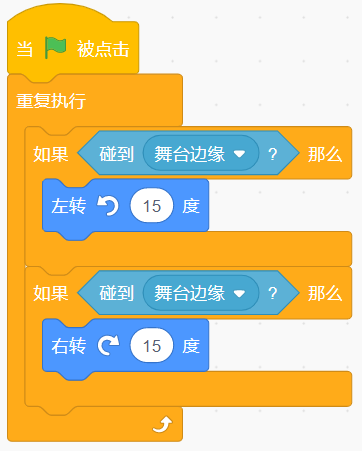 当 被点击
重复执行
如果 碰到 舞台边缘 ? 那么
左转 15 度
如果 碰到 舞台边缘 ? 那么
右转 15 度